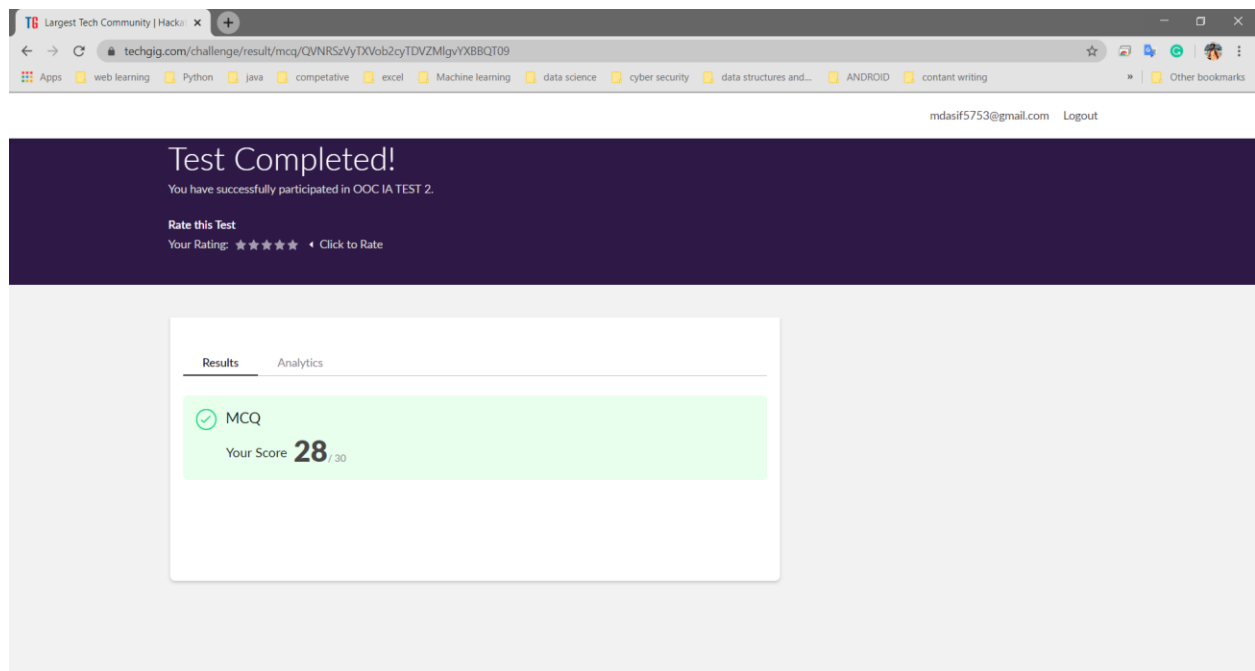 TG Largest Tech Community | Hacka
techgig.com/challenge/result/mcq/QVNRSzVyTXVob2cyTDVZMlgvYXBBQT09
Apps web learning Python java competative excel Machine learning data science cyber security data structures and... ANDROID contant writing » Other bookmarks
mdasif5753@gmail.com Logout
Test Completed!
You have successfully participated in OOC IA TEST 2.
Rate this Test
Your Rating: Click to Rate
Results Analytics
MCQ
Your Score 28 / 30